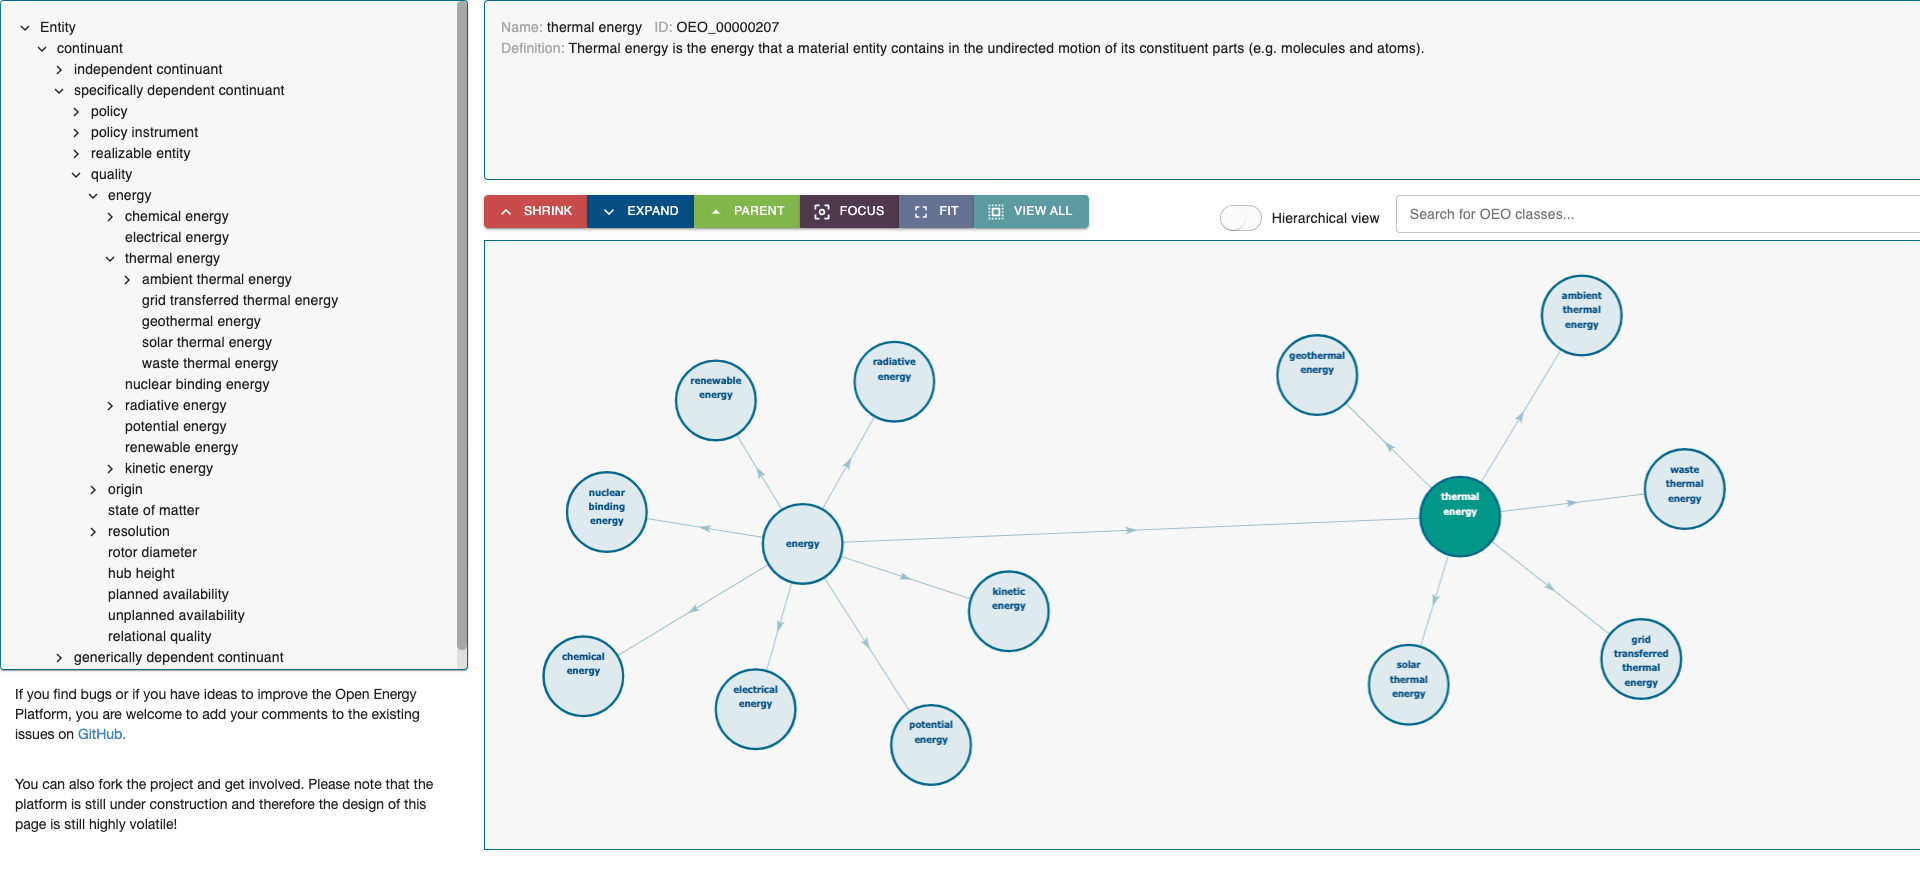 Entity
continuant
independent continuant
specifically dependent continuant
policy
policy instrument
realizable entity
quality
energy
chemical energy
electrical energy
thermal energy
ambient thermal energy
grid transferred thermal energy
geothermal energy
solar thermal energy
waste thermal energy
nuclear binding energy
radiative energy
potential energy
renewable energy
kinetic energy
origin
state of matter
resolution
rotor diameter
hub height
planned availability
unplanned availability
relational quality
generically dependent continuant
If you find bugs or if you have ideas to improve the Open Energy
Platform, you are welcome to add your comments to the existing
issues on GitHub.
You can also fork the project and get involved. Please note that the
platform is still under construction and therefore the design of this
page is still highly volatile!
Name: thermal energy ID: OEO_00000207
Definition: Thermal energy is the energy that a material entity contains in the undirected motion of its constituent parts (e.g. molecules and atoms).
SHRINK EXPAND PARENT FOCUS FIT VIEW ALL
Hierarchical view
Search for OEO classes...
renewable
energy
radiative
energy
nuclear
binding
energy
energy
kinetic
energy
chemical
energy
electrical
energy
potential
energy
geothermal
energy
ambient
thermal
energy
waste
thermal
energy
thermal
energy
solar
thermal
energy
grid
transferred
thermal
energy